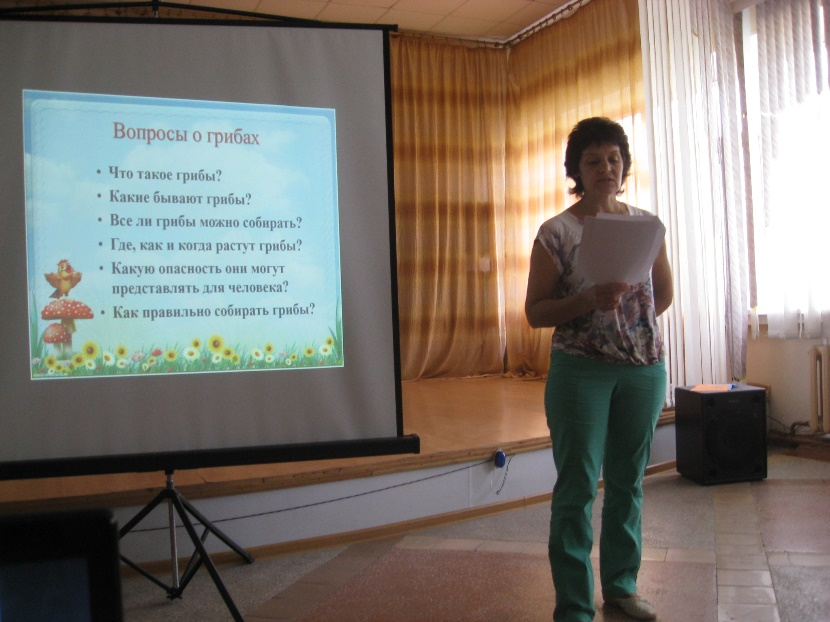 Вопросы о грибах
• Что такое грибы?
• Какие бывают грибы?
• Все ли грибы можно собирать?
• Где, как и когда растут грибы?
• Какую опасность они могут
представлять для человека?
• Как правильно собирать грибы?